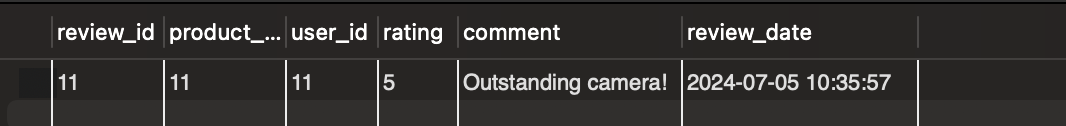 review_id product_... user_id rating comment review_date
11 11 11 5 Outstanding camera! 2024-07-05 10:35:57